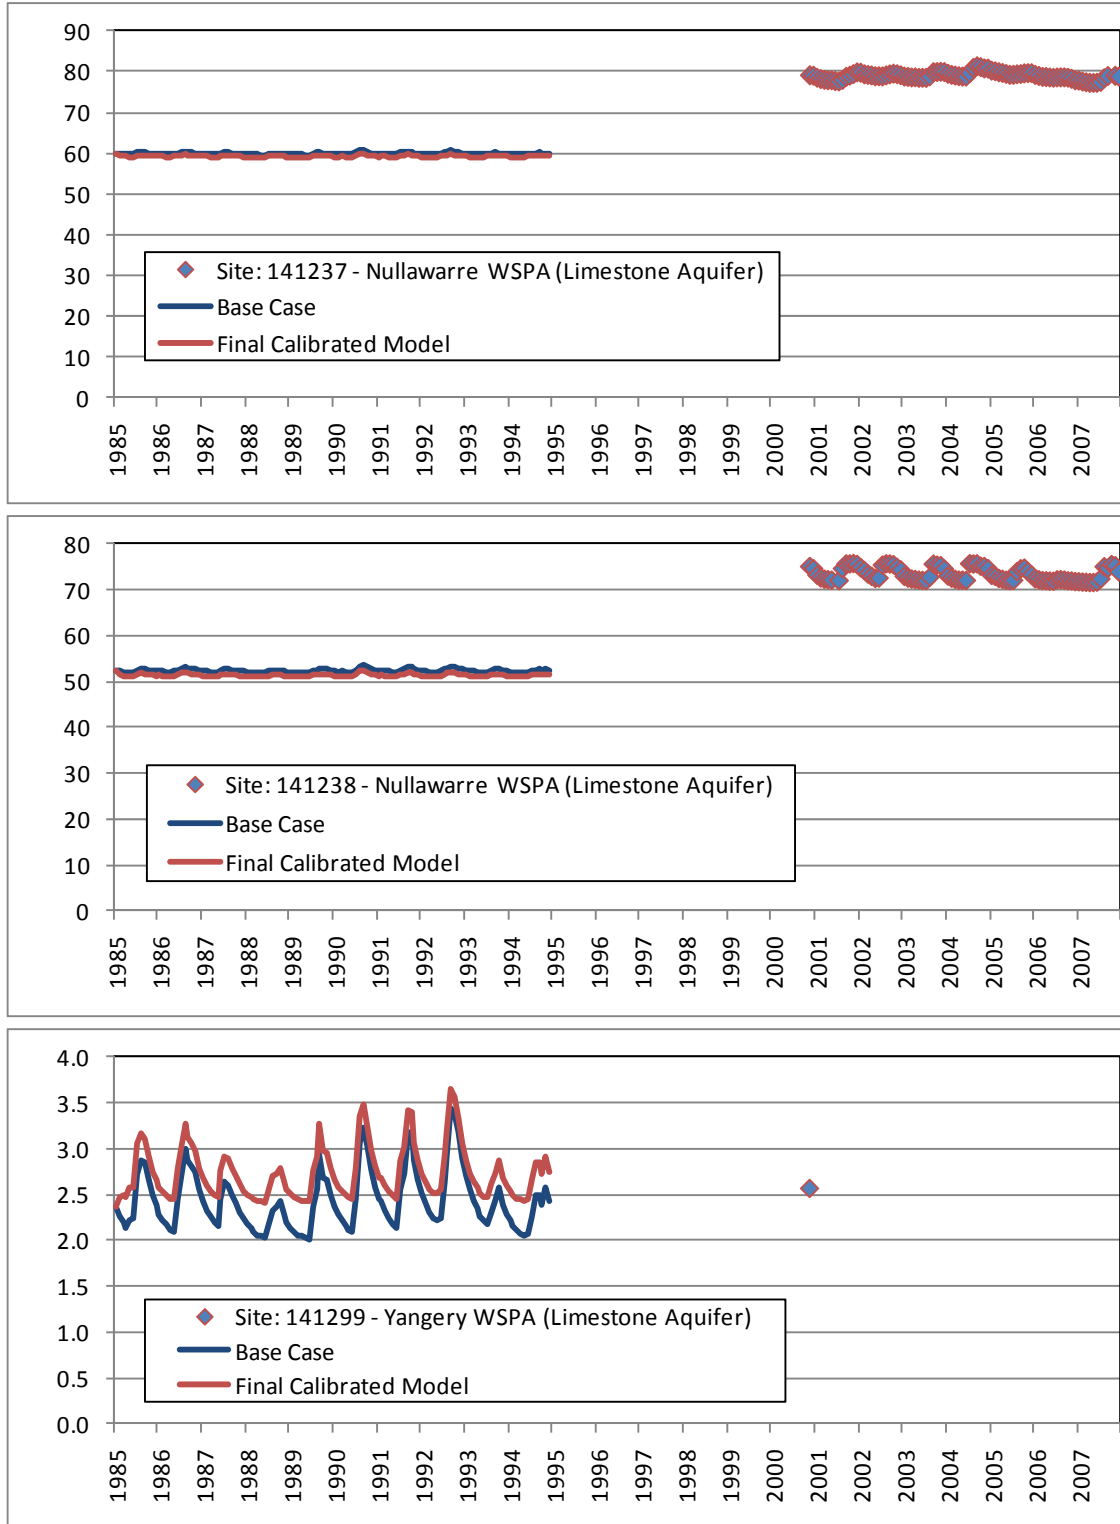 90
80
70
60
50
40
30
20
10
0
Site: 141237 - Nullawarre WSPA (Limestone Aquifer)
Base Case
Final Calibrated Model
1985 1986 1987 1988 1989 1990 1991 1992 1993 1994 1995 1996 1997 1998 1999 2000 2001 2002 2003 2004 2005 2006 2007
80
70
60
50
40
30
20
10
0
Site: 141238 - Nullawarre WSPA (Limestone Aquifer)
Base Case
Final Calibrated Model
1985 1986 1987 1988 1989 1990 1991 1992 1993 1994 1995 1996 1997 1998 1999 2000 2001 2002 2003 2004 2005 2006 2007
4.0
3.5
3.0
2.5
2.0
1.5
1.0
0.5
0.0
Site: 141299 - Yangery WSPA (Limestone Aquifer)
Base Case
Final Calibrated Model
1985 1986 1987 1988 1989 1990 1991 1992 1993 1994 1995 1996 1997 1998 1999 2000 2001 2002 2003 2004 2005 2006 2007